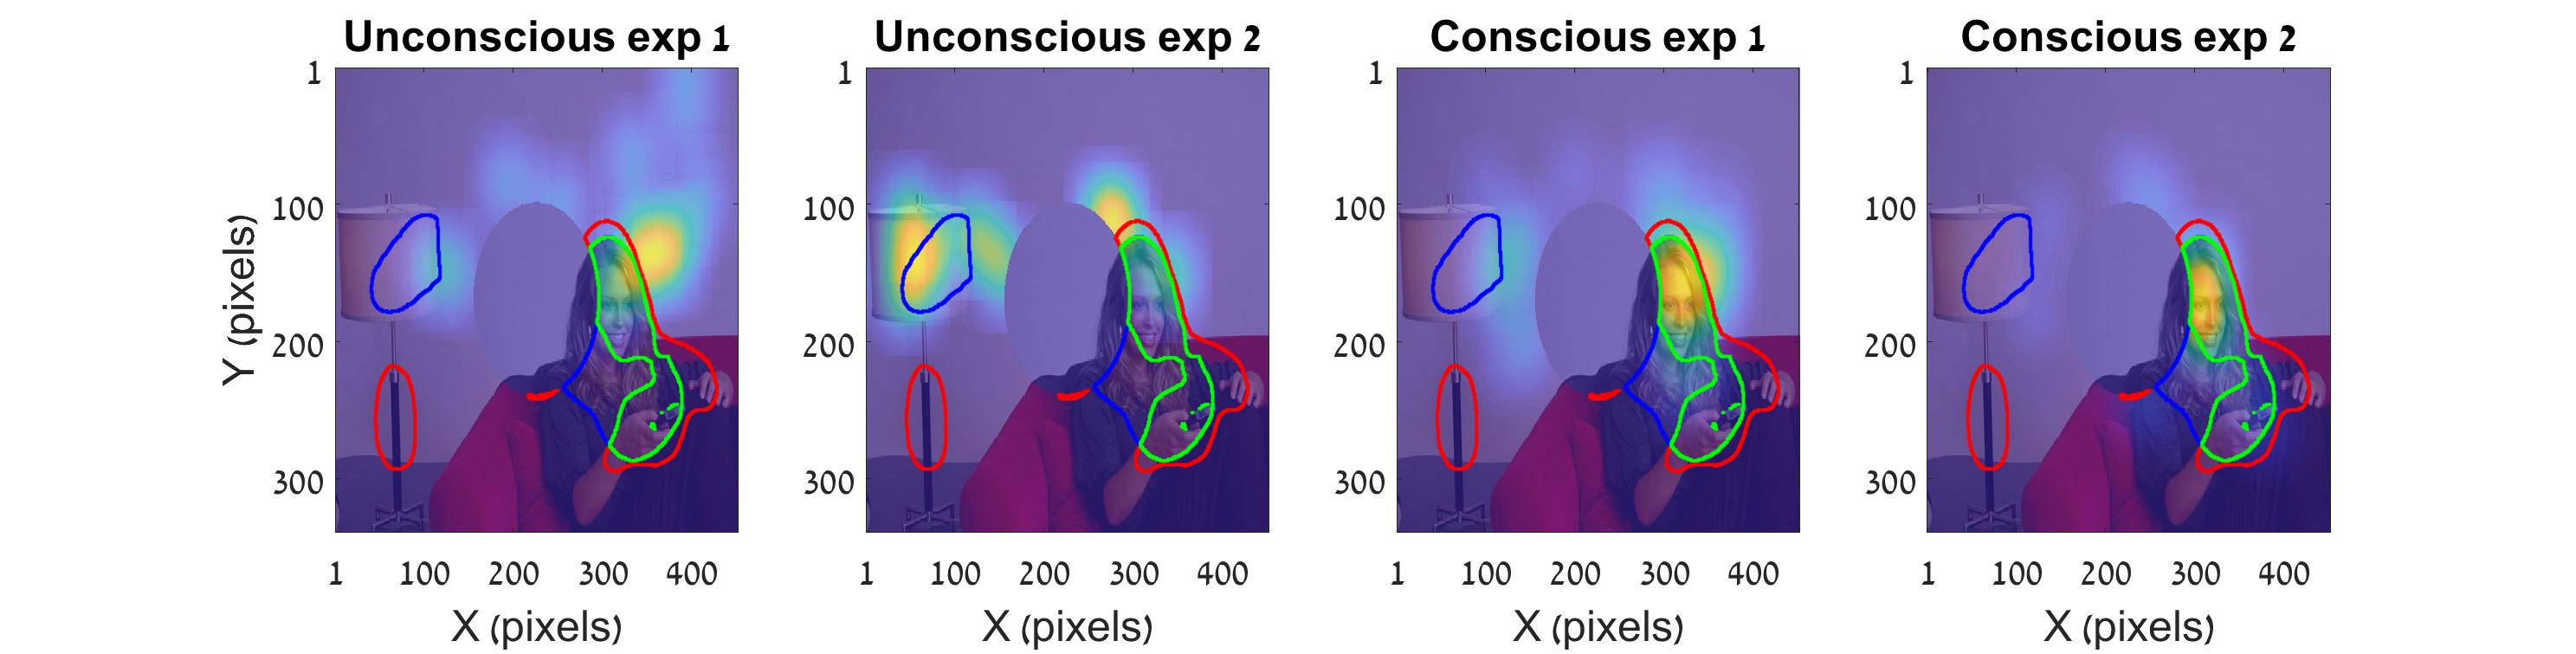 Unconscious exp 1 Unconscious exp 2 Conscious exp 1 Conscious exp 2
1 1 1 1
100 100 100 100
200 200 200 200
300 300 300 300
Y (pixels)
1 100 200 300 400 1 100 200 300 400 1 100 200 300 400 1 100 200 300 400
X (pixels) X (pixels) X (pixels) X (pixels)